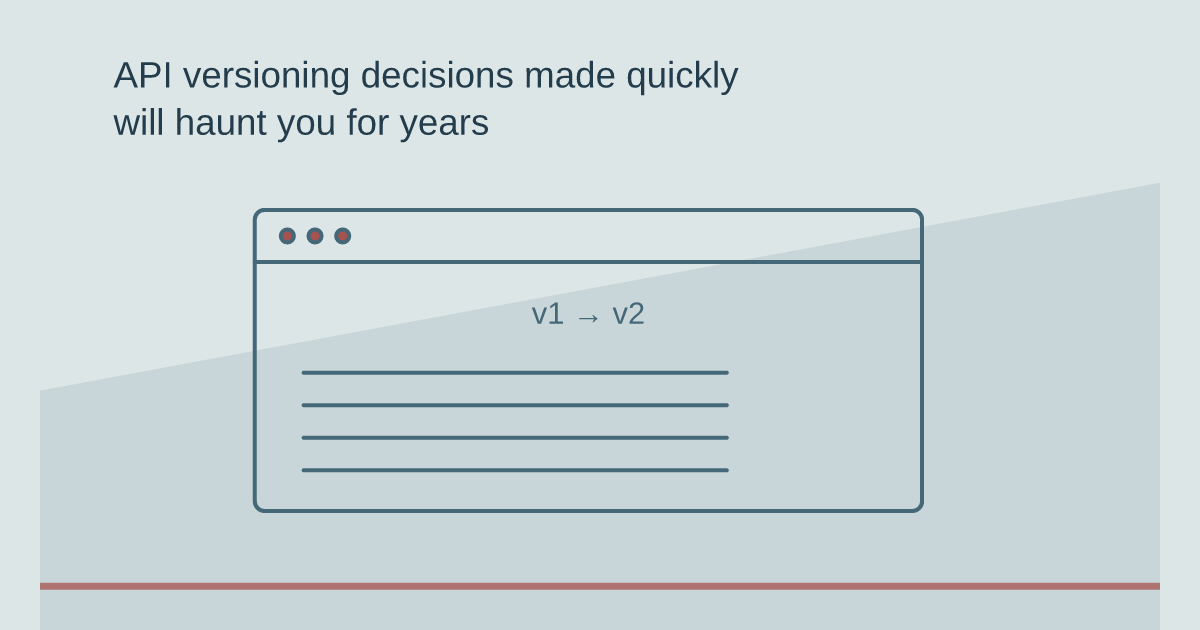 API versioning decisions made quickly
will haunt you for years
v1 → v2